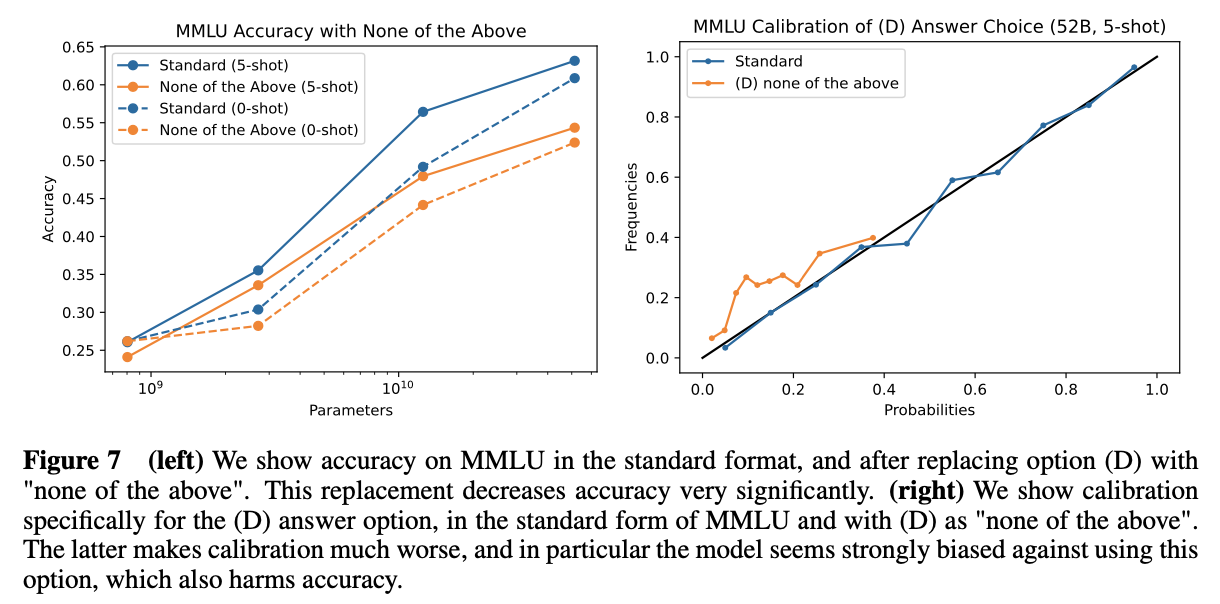 MMLU Accuracy with None of the Above
0.65
0.60
0.55
0.50
0.45
0.40
0.35
0.30
0.25
Accuracy
Standard (5-shot)
None of the Above (5-shot)
Standard (0-shot)
None of the Above (0-shot)
10⁹
10¹⁰
Parameters
MMLU Calibration of (D) Answer Choice (52B, 5-shot)
1.0
0.8
0.6
0.4
0.2
0.0
Frequencies
Standard
(D) none of the above
0.0
0.2
0.4
0.6
0.8
1.0
Probabilities
Figure 7 (left) We show accuracy on MMLU in the standard format, and after replacing option (D) with
"none of the above". This replacement decreases accuracy very significantly. (right) We show calibration
specifically for the (D) answer option, in the standard form of MMLU and with (D) as "none of the above".
The latter makes calibration much worse, and in particular the model seems strongly biased against using this
option, which also harms accuracy.